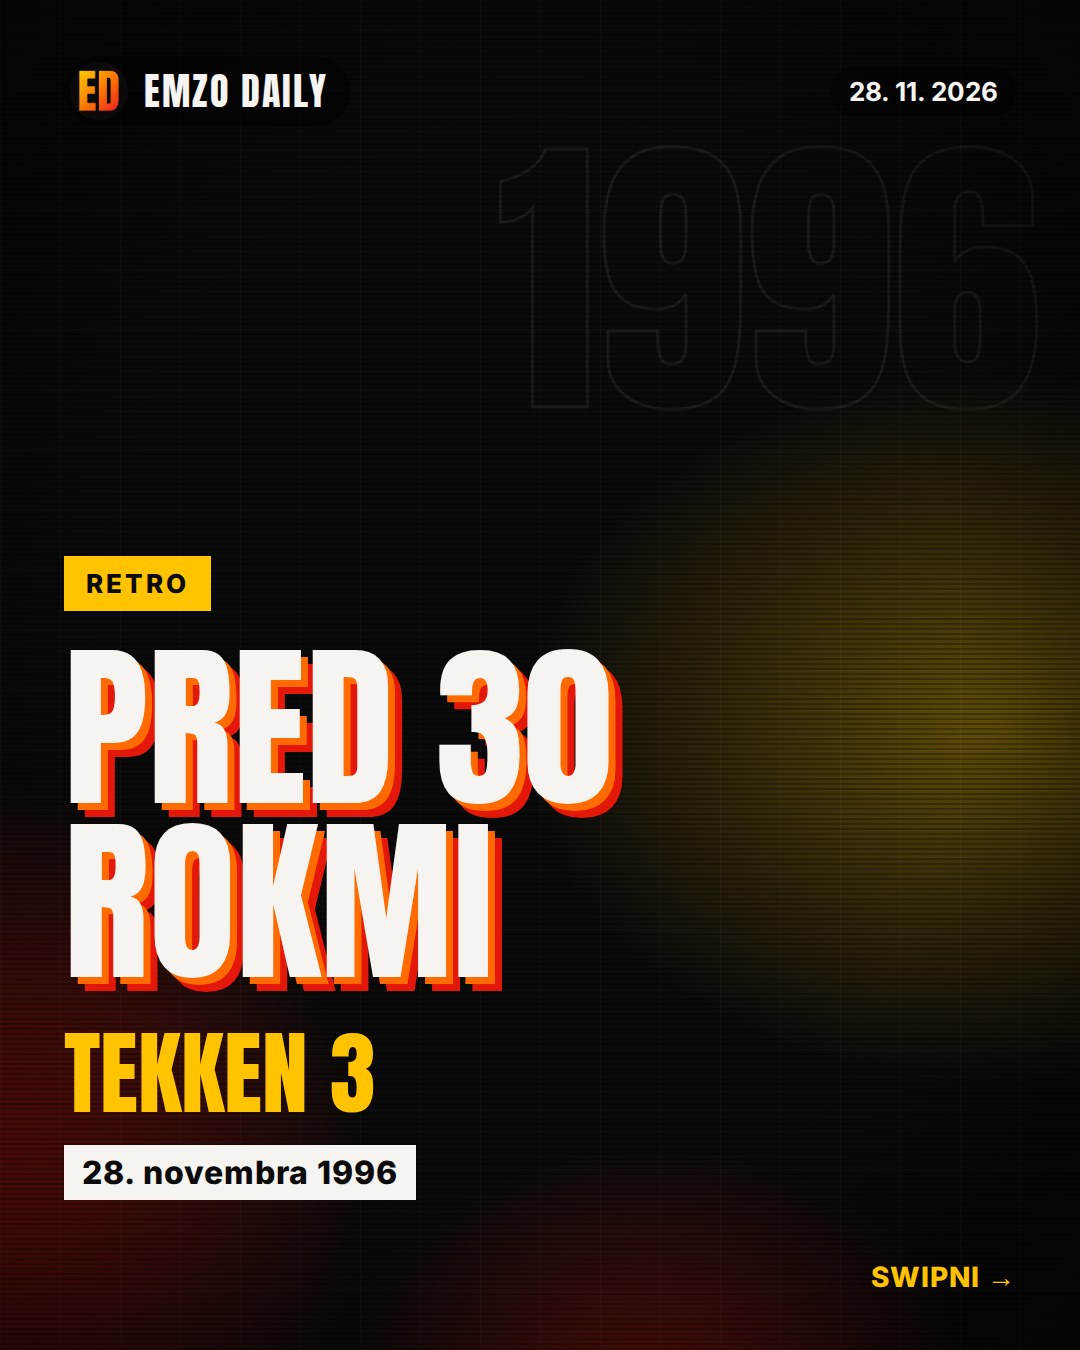 ED EMZO DAILY
28. 11. 2026
1996
RETRO
PRED 30
ROKMI
TEKKEN 3
28. novembra 1996
SWIPNI →